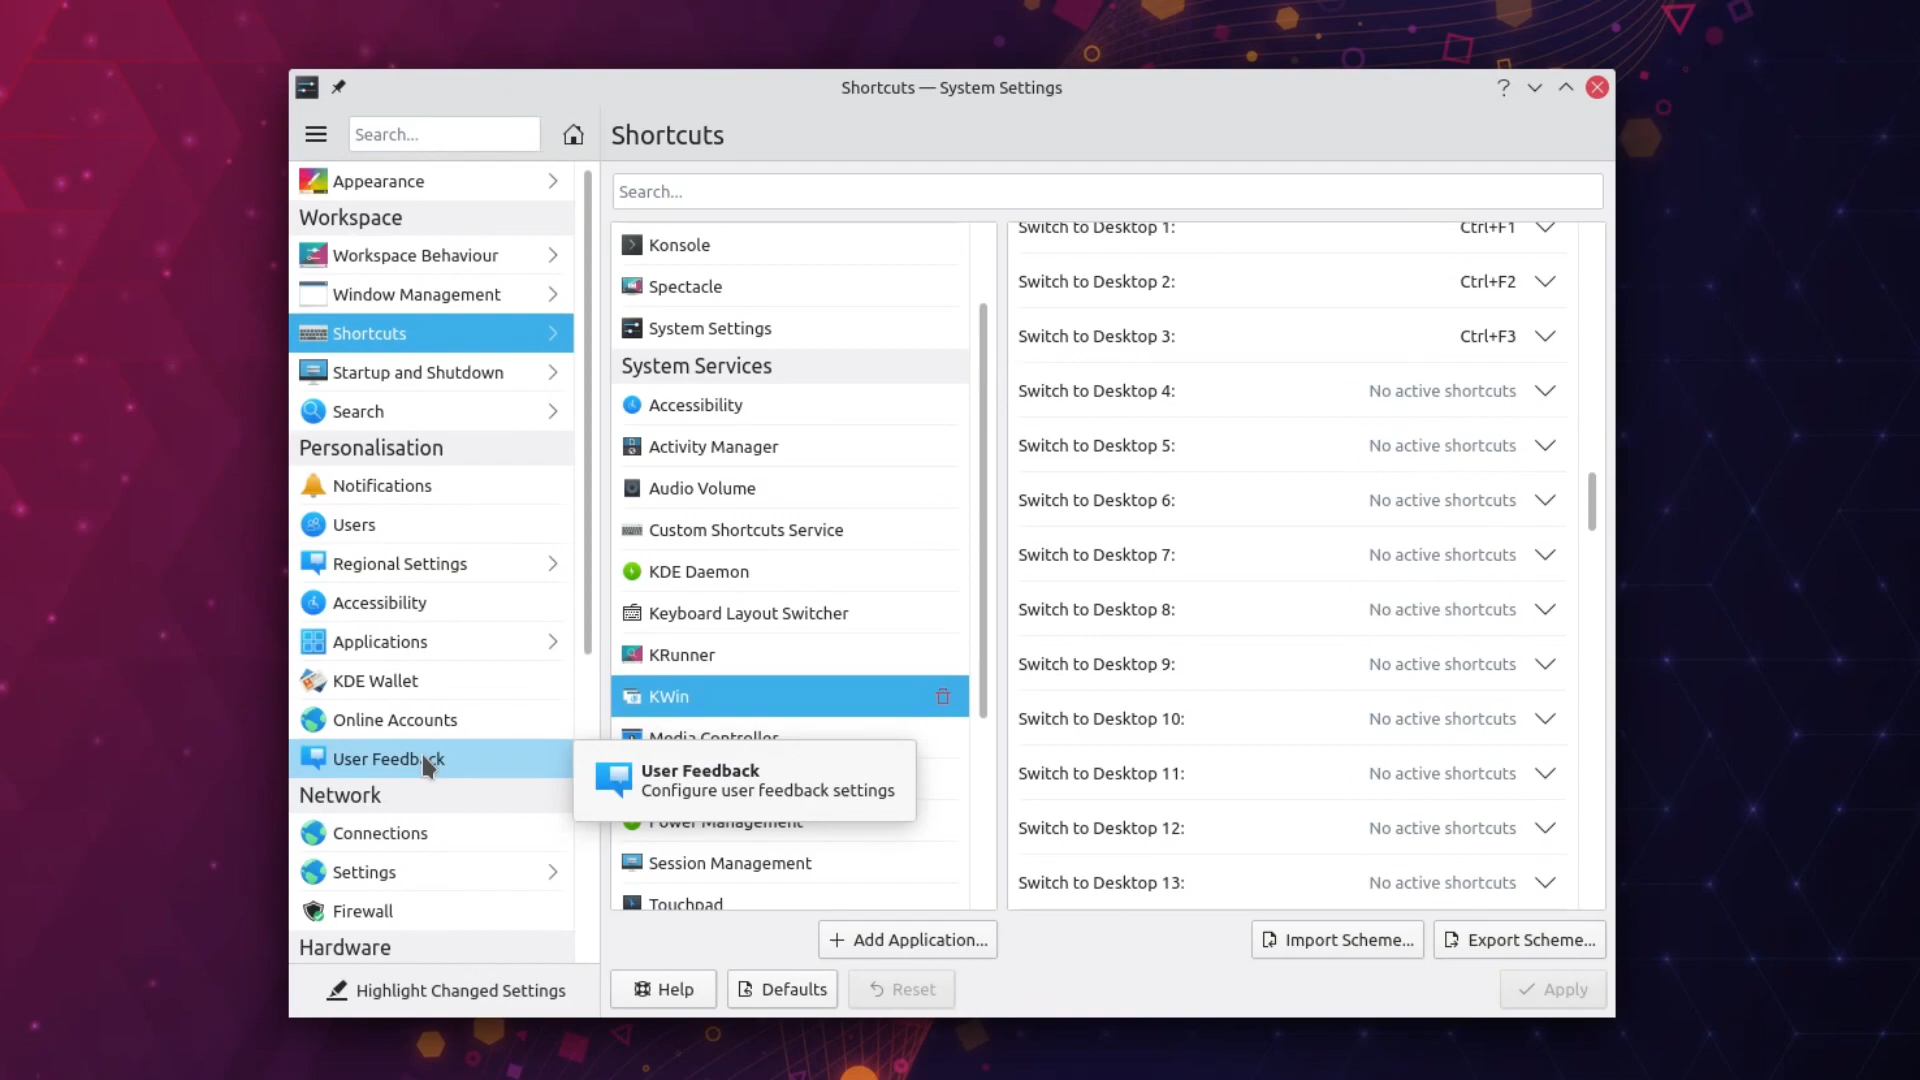 Shortcuts — System Settings
?
Search...
Shortcuts
Appearance
Workspace
Workspace Behaviour
Window Management
Shortcuts
Startup and Shutdown
Search
Personalisation
Notifications
Users
Regional Settings
Accessibility
Applications
KDE Wallet
Online Accounts
User Feedback
Network
Connections
Settings
Firewall
Hardware
Highlight Changed Settings
Search...
Konsole
Spectacle
System Settings
System Services
Accessibility
Activity Manager
Audio Volume
Custom Shortcuts Service
KDE Daemon
Keyboard Layout Switcher
KRunner
KWin
Media Controller
User Feedback
Configure user feedback settings
Power Management
Session Management
Touchpad
Switch to Desktop 1: Ctrl+F1
Switch to Desktop 2: Ctrl+F2
Switch to Desktop 3: Ctrl+F3
Switch to Desktop 4: No active shortcuts
Switch to Desktop 5: No active shortcuts
Switch to Desktop 6: No active shortcuts
Switch to Desktop 7: No active shortcuts
Switch to Desktop 8: No active shortcuts
Switch to Desktop 9: No active shortcuts
Switch to Desktop 10: No active shortcuts
Switch to Desktop 11: No active shortcuts
Switch to Desktop 12: No active shortcuts
Switch to Desktop 13: No active shortcuts
Add Application...
Import Scheme...
Export Scheme...
Help
Defaults
Reset
Apply